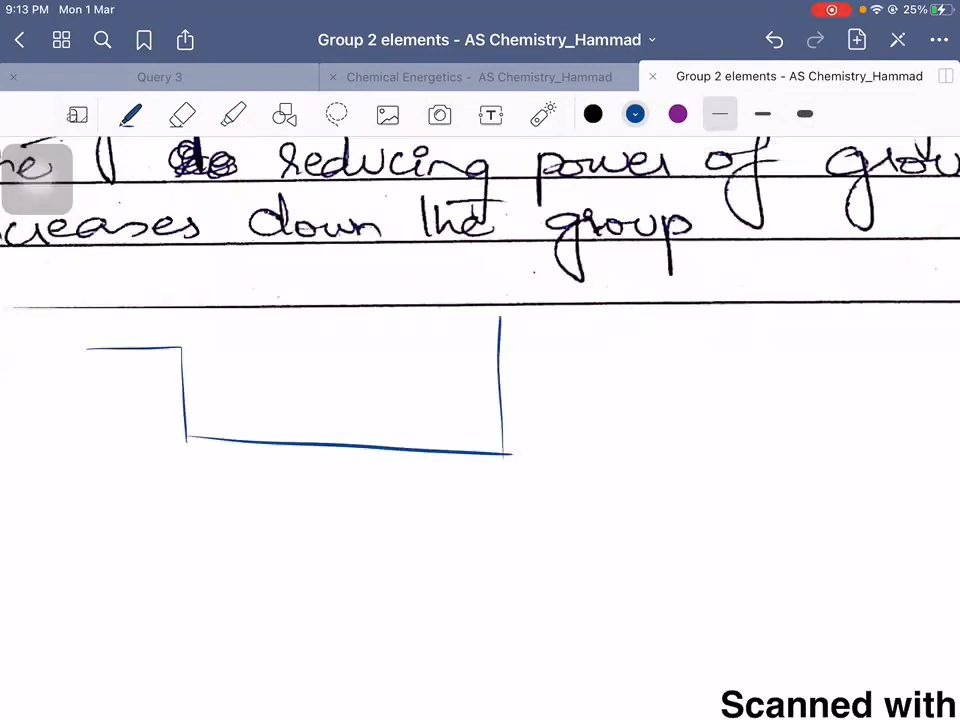 9:13 PM Mon 1 Mar
25%
Group 2 elements - AS Chemistry_Hammad
Query 3
Chemical Energetics - AS Chemistry_Hammad
Group 2 elements - AS Chemistry_Hammad
reducing power of
down the group
Scanned with